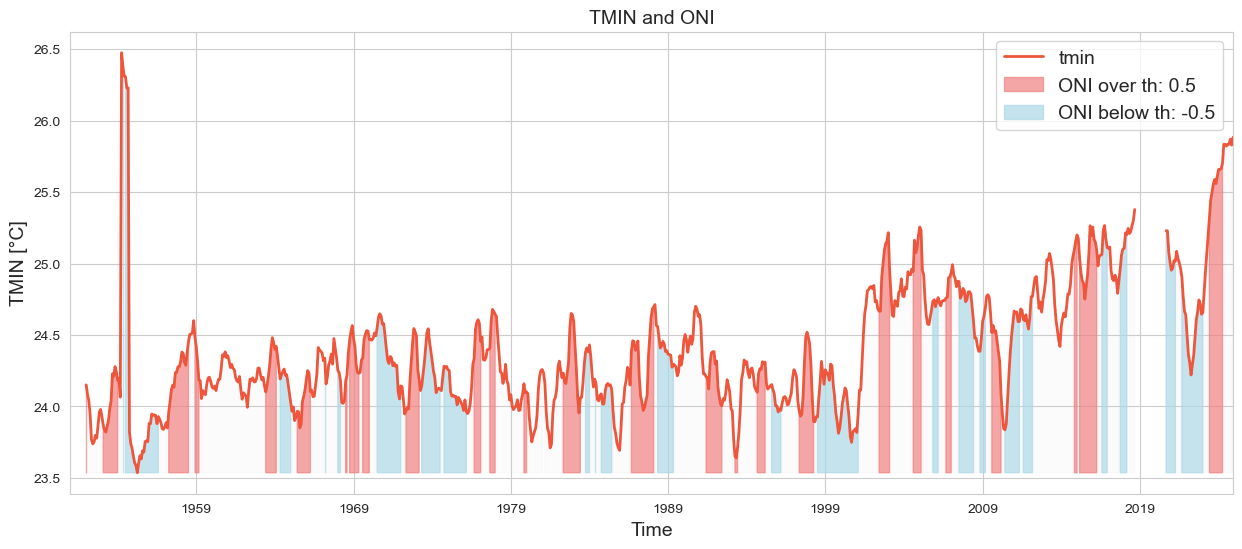 TMIN and ONI
tmin
ONI over th: 0.5
ONI below th: -0.5
TMIN [°C]
26.5
26.0
25.5
25.0
24.5
24.0
23.5
1959
1969
1979
1989
1999
2009
2019
Time